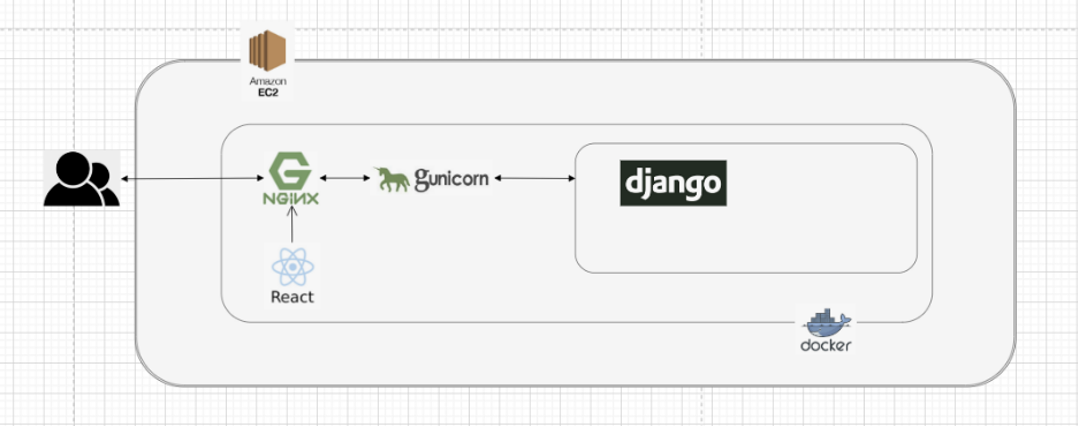 Amazon
EC2
NGiNX
gunicorn
django
React
docker